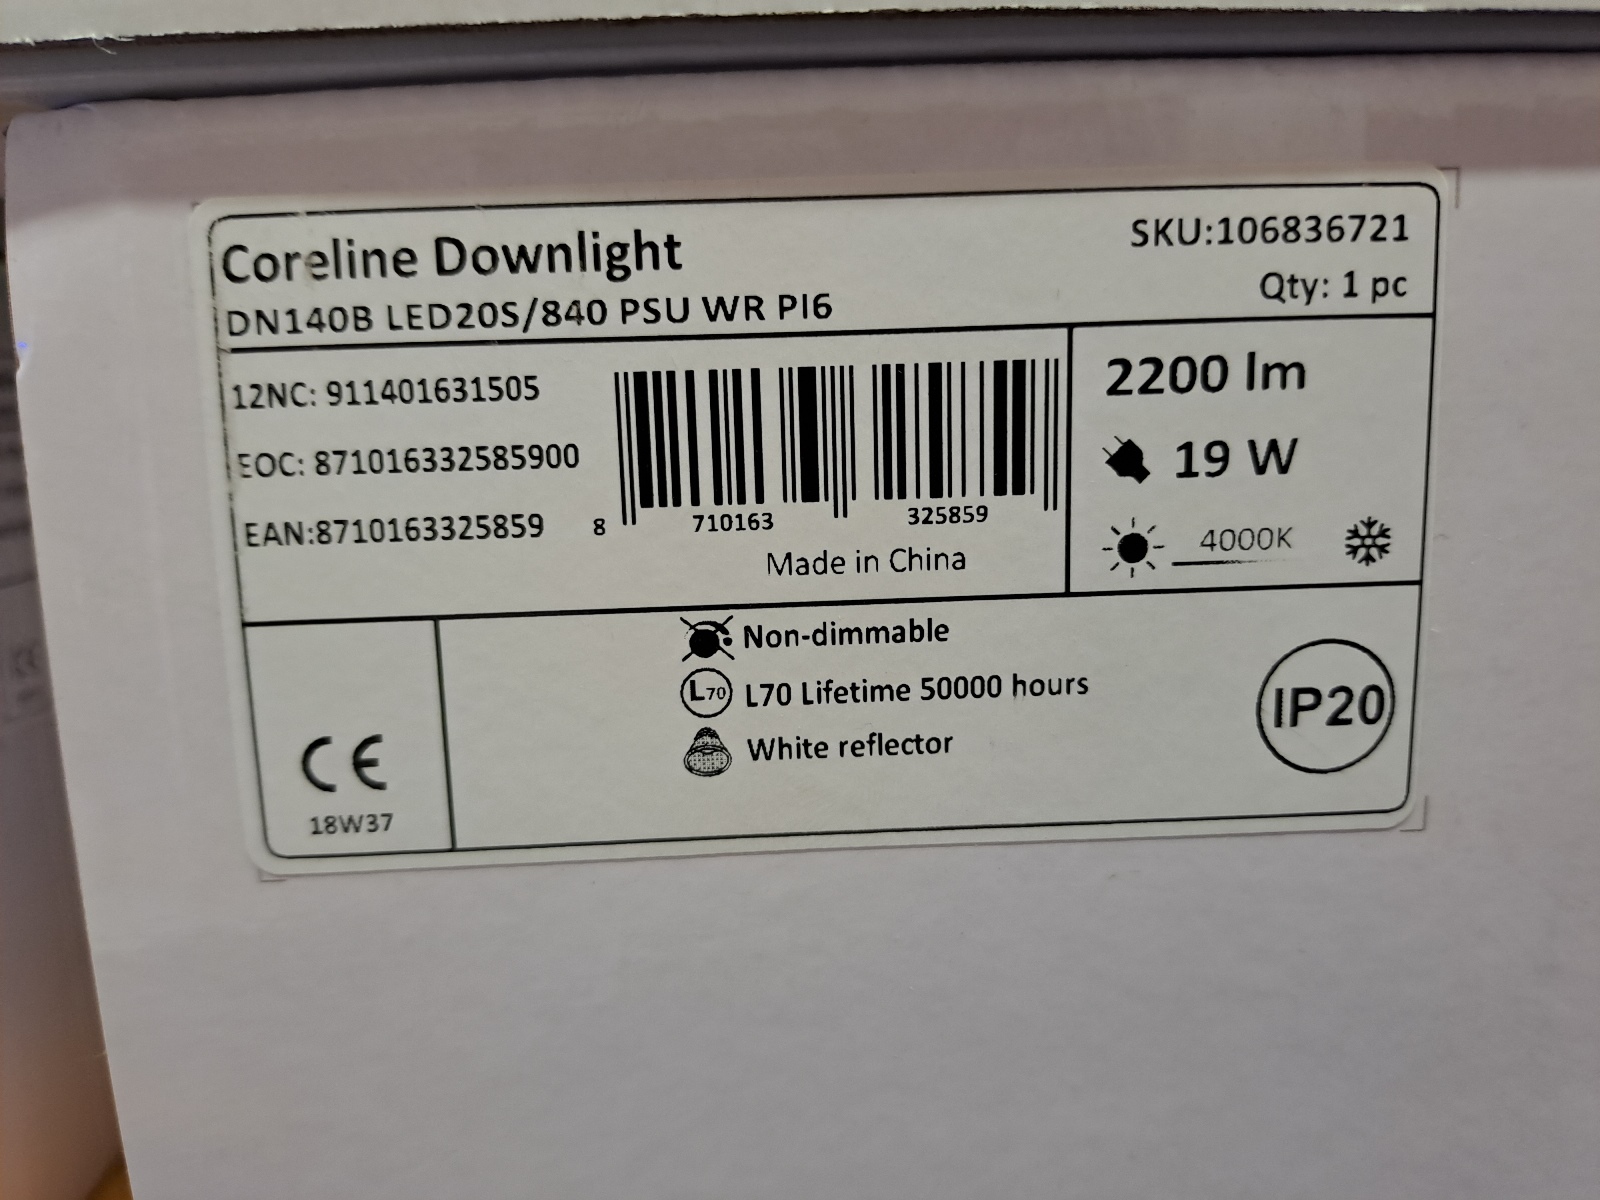 Coreline Downlight
SKU:106836721
DN140B LED20S/840 PSU WR PI6
Qty: 1 pc
12NC: 911401631505
EOC: 871016332585900
EAN:8710163325859
8 710163 325859
Made in China
2200 lm
19 W
4000K
Non-dimmable
L70 L70 Lifetime 50000 hours
White reflector
IP20
CE
18W37